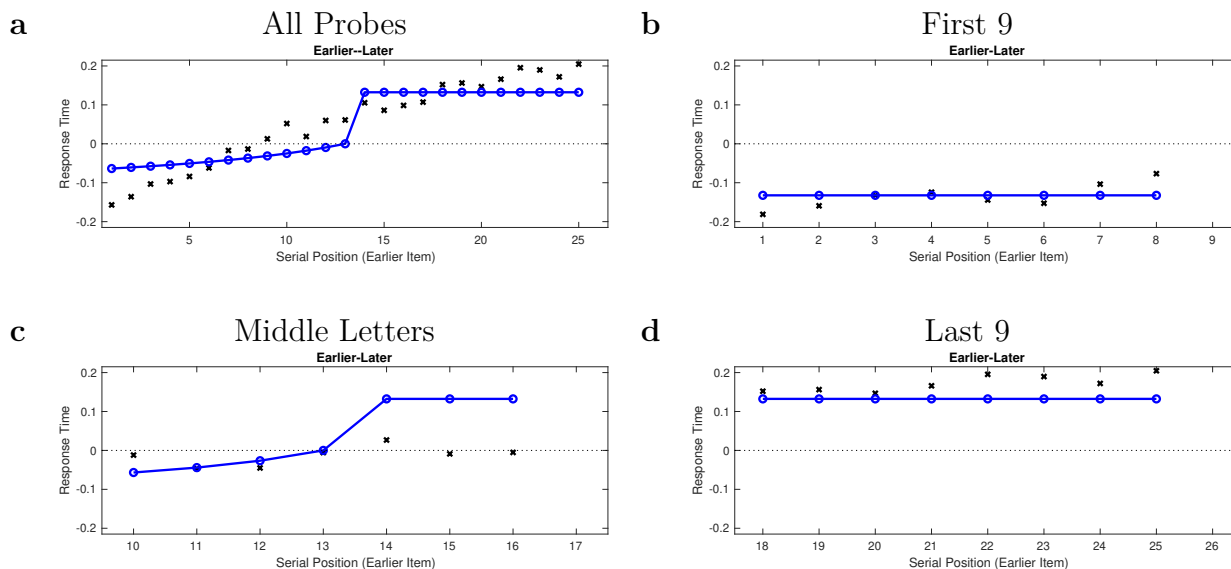 a
All Probes
Earlier--Later
0.2
0.1
0
-0.1
-0.2
Response Time
5 10 15 20 25
Serial Position (Earlier Item)
b
First 9
Earlier-Later
0.2
0.1
0
-0.1
-0.2
Response Time
1 2 3 4 5 6 7 8 9
Serial Position (Earlier Item)
c
Middle Letters
Earlier-Later
0.2
0.1
0
-0.1
-0.2
Response Time
10 11 12 13 14 15 16 17
Serial Position (Earlier Item)
d
Last 9
Earlier-Later
0.2
0.1
0
-0.1
-0.2
Response Time
18 19 20 21 22 23 24 25 26
Serial Position (Earlier Item)